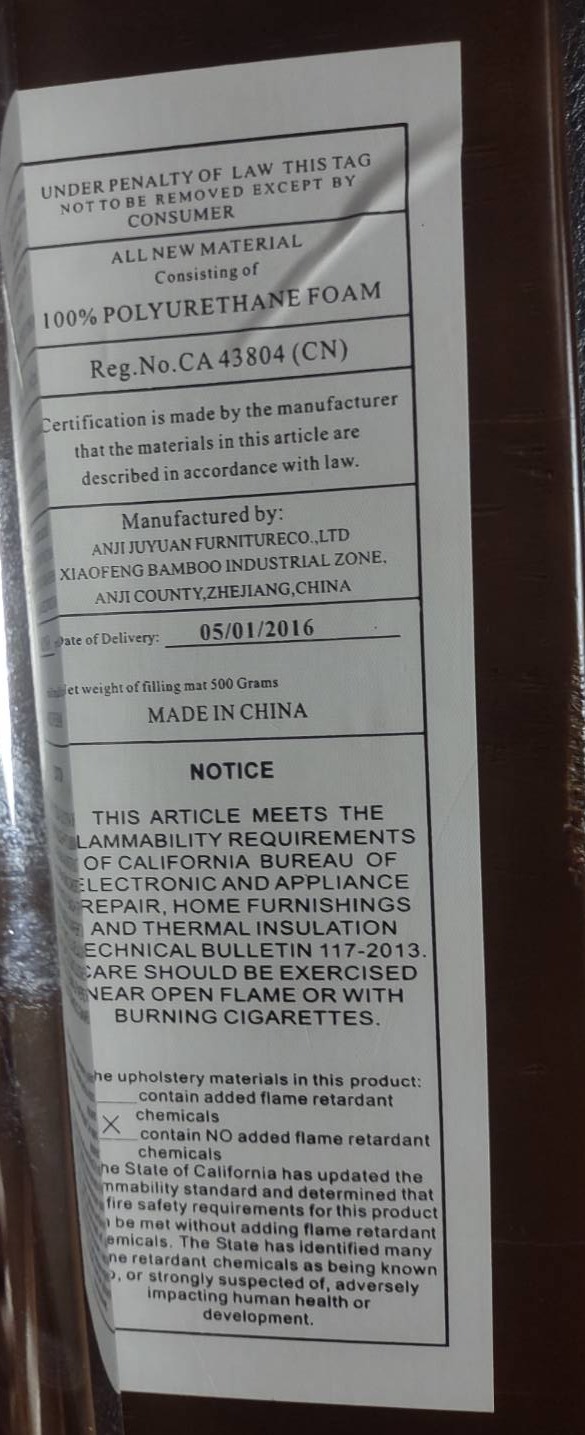 UNDER PENALTY OF LAW THIS TAG
NOT TO BE REMOVED EXCEPT BY
CONSUMER
ALL NEW MATERIAL
Consisting of
100% POLYURETHANE FOAM
Reg.No.CA 43804 (CN)
Certification is made by the manufacturer
that the materials in this article are
described in accordance with law.
Manufactured by:
ANJI JUYUAN FURNITURECO.,LTD
XIAOFENG BAMBOO INDUSTRIAL ZONE,
ANJI COUNTY,ZHEJIANG,CHINA
Date of Delivery: 05/01/2016
et weight of filling mat 500 Grams
MADE IN CHINA
NOTICE
THIS ARTICLE MEETS THE
LAMMABILITY REQUIREMENTS
OF CALIFORNIA BUREAU OF
ELECTRONIC AND APPLIANCE
REPAIR, HOME FURNISHINGS
AND THERMAL INSULATION
ECHNICAL BULLETIN 117-2013.
CARE SHOULD BE EXERCISED
NEAR OPEN FLAME OR WITH
BURNING CIGARETTES.
he upholstery materials in this product:
contain added flame retardant
chemicals
X contain NO added flame retardant
chemicals
he State of California has updated the
mmability standard and determined that
fire safety requirements for this product
be met without adding flame retardant
emicals. The State has identified many
ne retardant chemicals as being known
o, or strongly suspected of, adversely
impacting human health or
development.